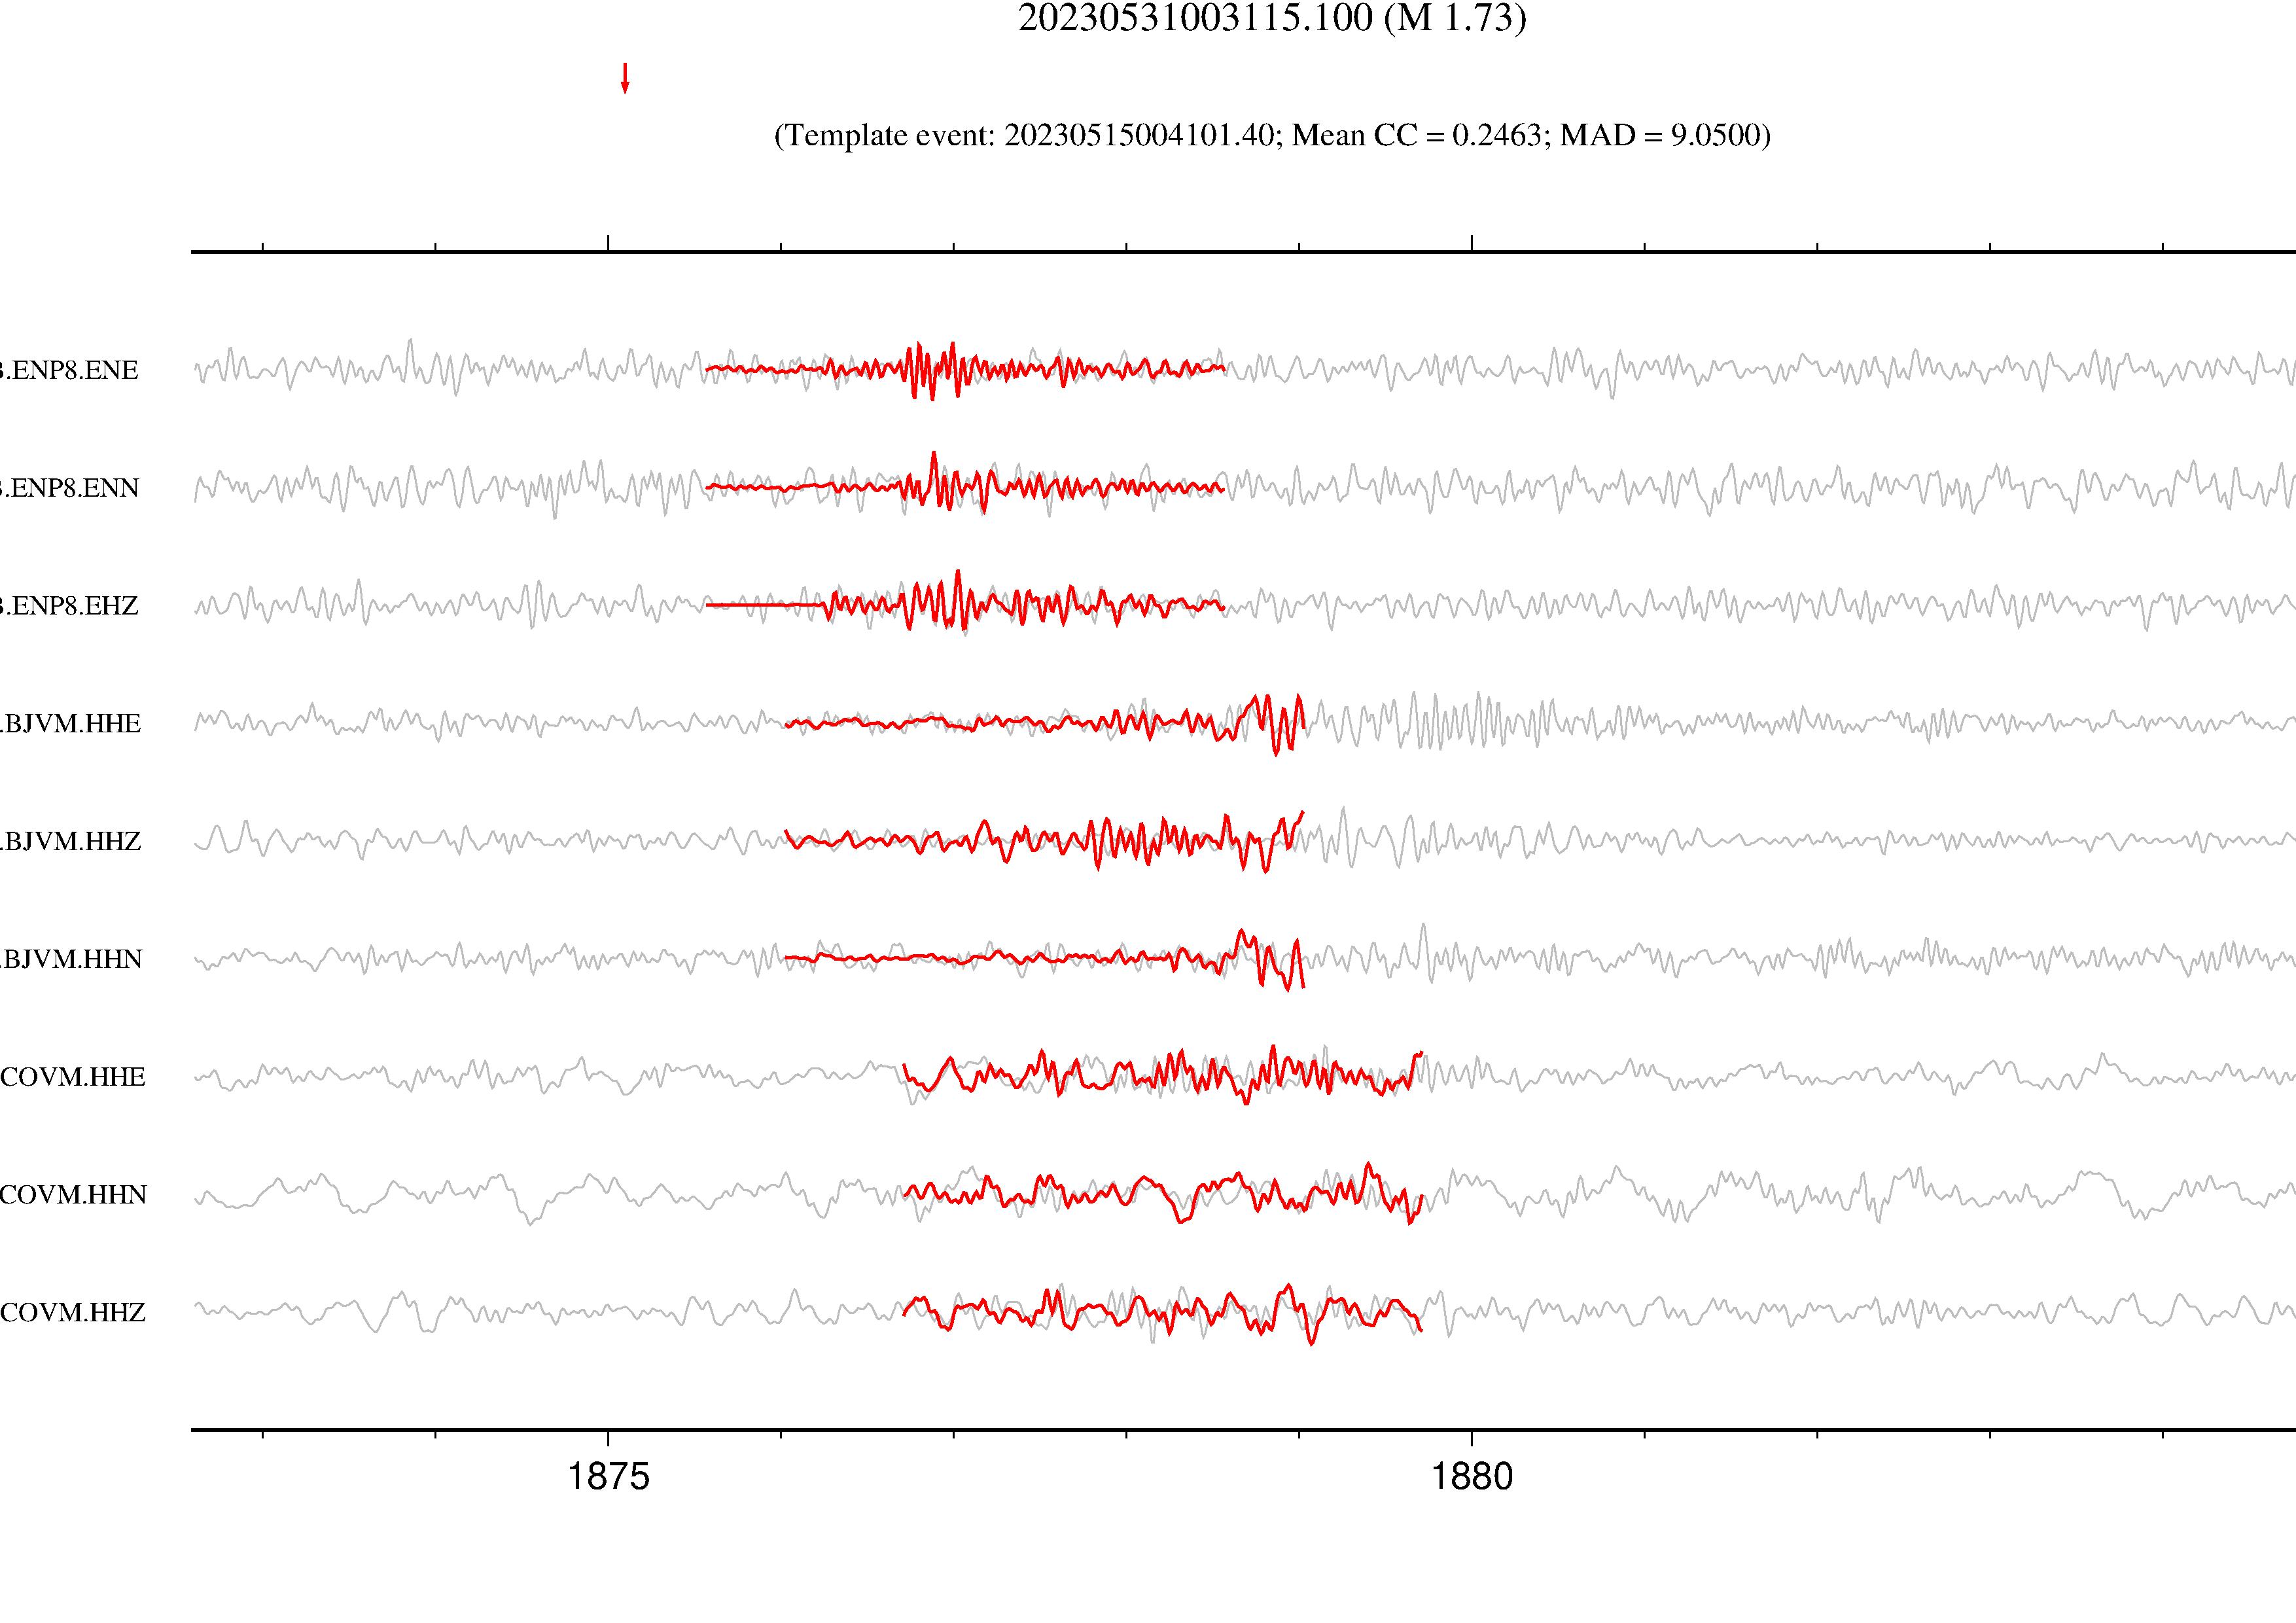 20230531003115.100 (M 1.73)
(Template event: 20230515004101.40; Mean CC = 0.2463; MAD = 9.0500)
.ENP8.ENE
.ENP8.ENN
.ENP8.EHZ
.BJVM.HHE
.BJVM.HHZ
.BJVM.HHN
COVM.HHE
COVM.HHN
COVM.HHZ
1875 1880